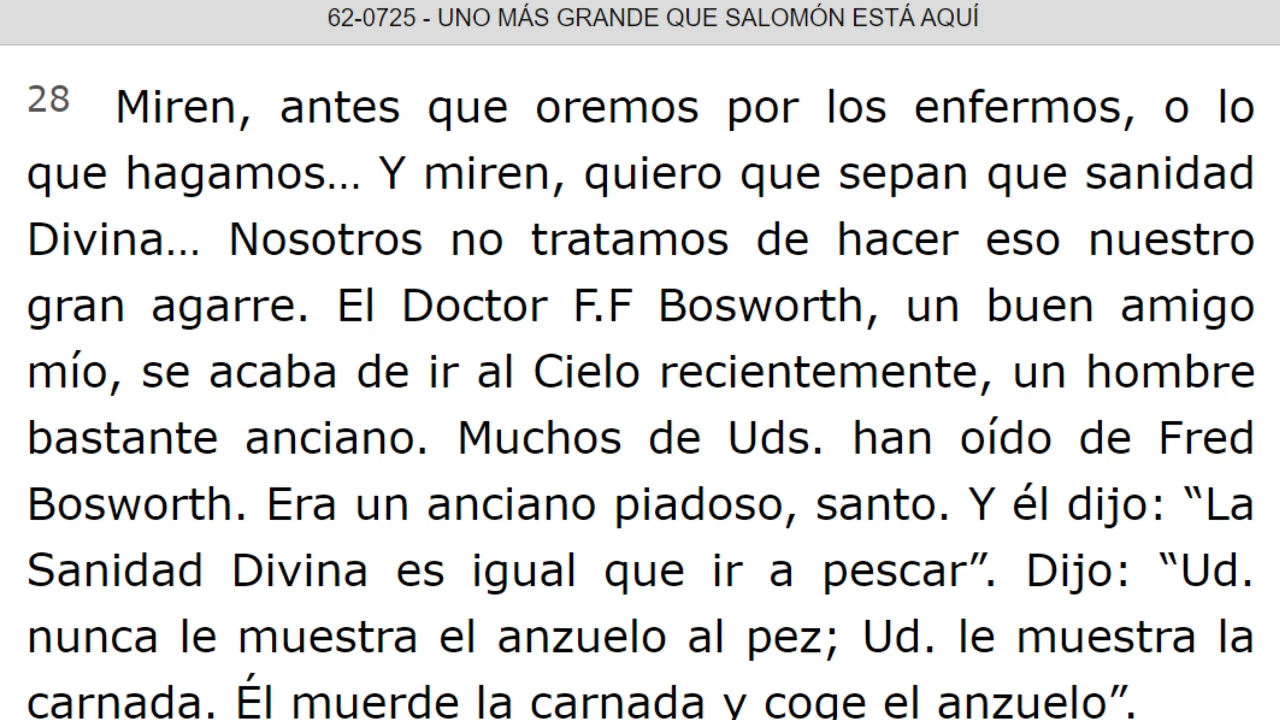 62-0725 - UNO MÁS GRANDE QUE SALOMÓN ESTÁ AQUÍ
28 Miren, antes que oremos por los enfermos, o lo
que hagamos… Y miren, quiero que sepan que sanidad
Divina… Nosotros no tratamos de hacer eso nuestro
gran agarre. El Doctor F.F Bosworth, un buen amigo
mío, se acaba de ir al Cielo recientemente, un hombre
bastante anciano. Muchos de Uds. han oído de Fred
Bosworth. Era un anciano piadoso, santo. Y él dijo: “La
Sanidad Divina es igual que ir a pescar”. Dijo: “Ud.
nunca le muestra el anzuelo al pez; Ud. le muestra la
carnada. Él muerde la carnada y coge el anzuelo”.